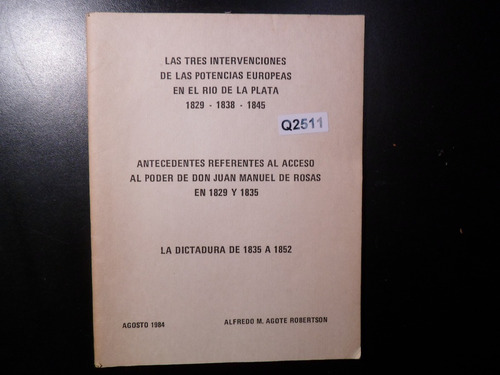 LAS TRES INTERVENCIONES
DE LAS POTENCIAS EUROPEAS
EN EL RIO DE LA PLATA
1829 - 1838 - 1845
Q2511
ANTECEDENTES REFERENTES AL ACCESO
AL PODER DE DON JUAN MANUEL DE ROSAS
EN 1829 Y 1835
LA DICTADURA DE 1835 A 1852
AGOSTO 1984 ALFREDO M. AGOTE ROBERTSON